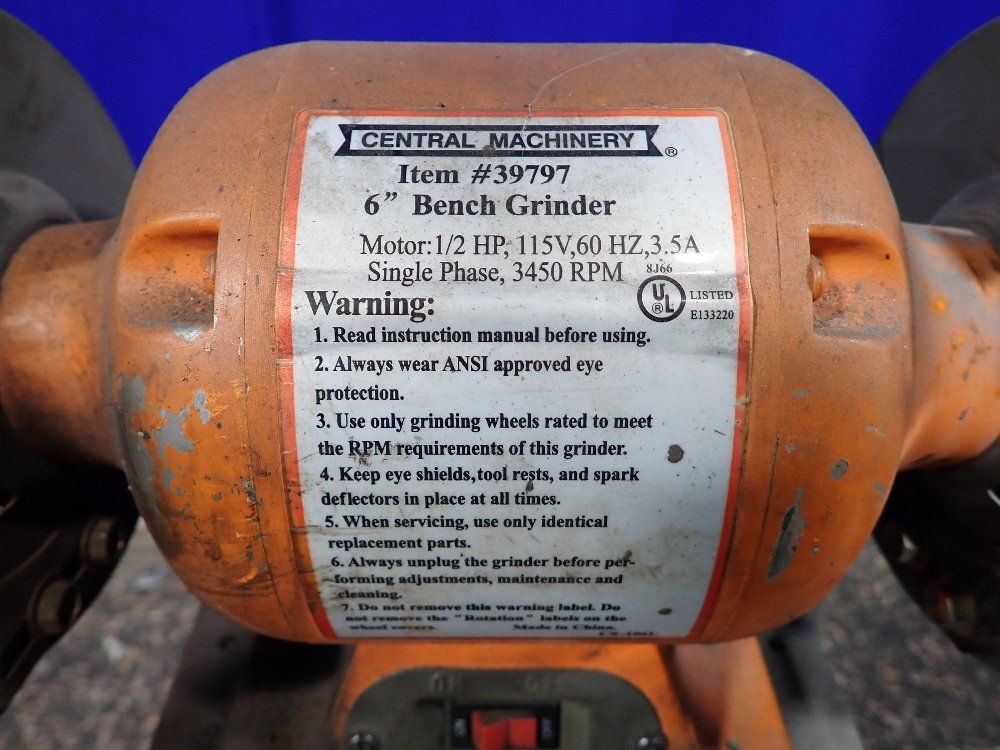 CENTRAL MACHINERY ®
Item #39797
6” Bench Grinder
Motor:1/2 HP, 115V,60 HZ,3.5A
Single Phase, 3450 RPM
8J66
UL ® LISTED
E133220
Warning:
1. Read instruction manual before using.
2. Always wear ANSI approved eye
protection.
3. Use only grinding wheels rated to meet
the RPM requirements of this grinder.
4. Keep eye shields,tool rests, and spark
deflectors in place at all times.
5. When servicing, use only identical
replacement parts.
6. Always unplug the grinder before per-
forming adjustments, maintenance and
cleaning.
7. Do not remove this warning label. Do
not remove the "Rotation" labels on the
wheel covers. Made in China.
ON OFF